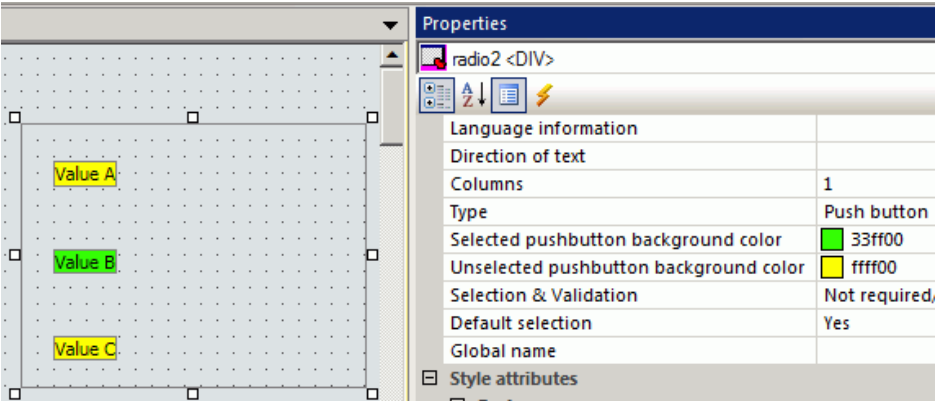 Properties
radio2 <DIV>
Language information
Direction of text
Columns 1
Type Push button
Selected pushbutton background color 33ff00
Unselected pushbutton background color ffff00
Selection & Validation Not required/
Default selection Yes
Global name
Style attributes
Value A
Value B
Value C